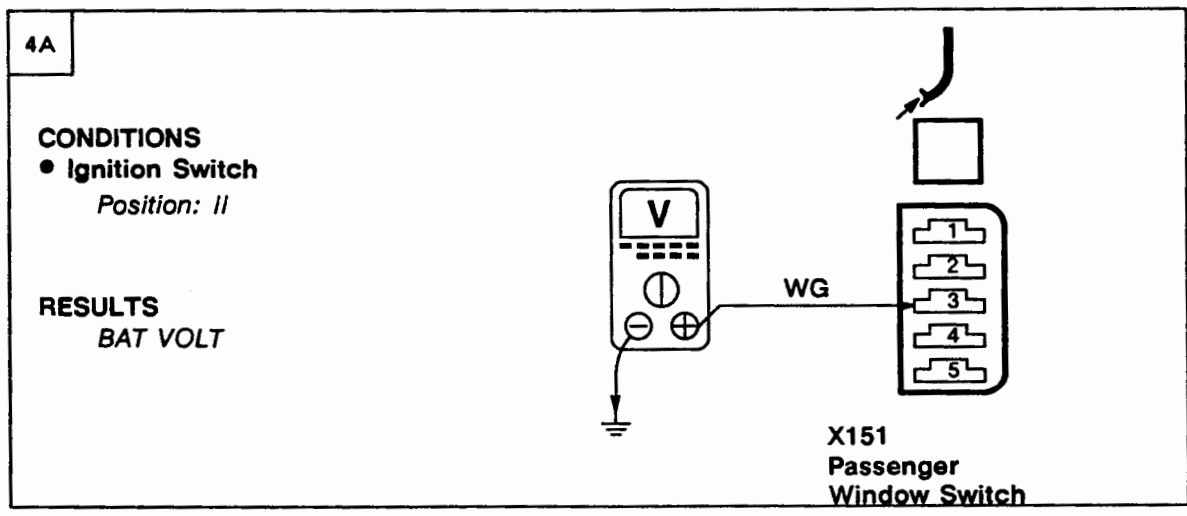 4A
CONDITIONS
● Ignition Switch
Position: II
RESULTS
BAT VOLT
V
WG
1
2
3
4
5
X151
Passenger
Window Switch